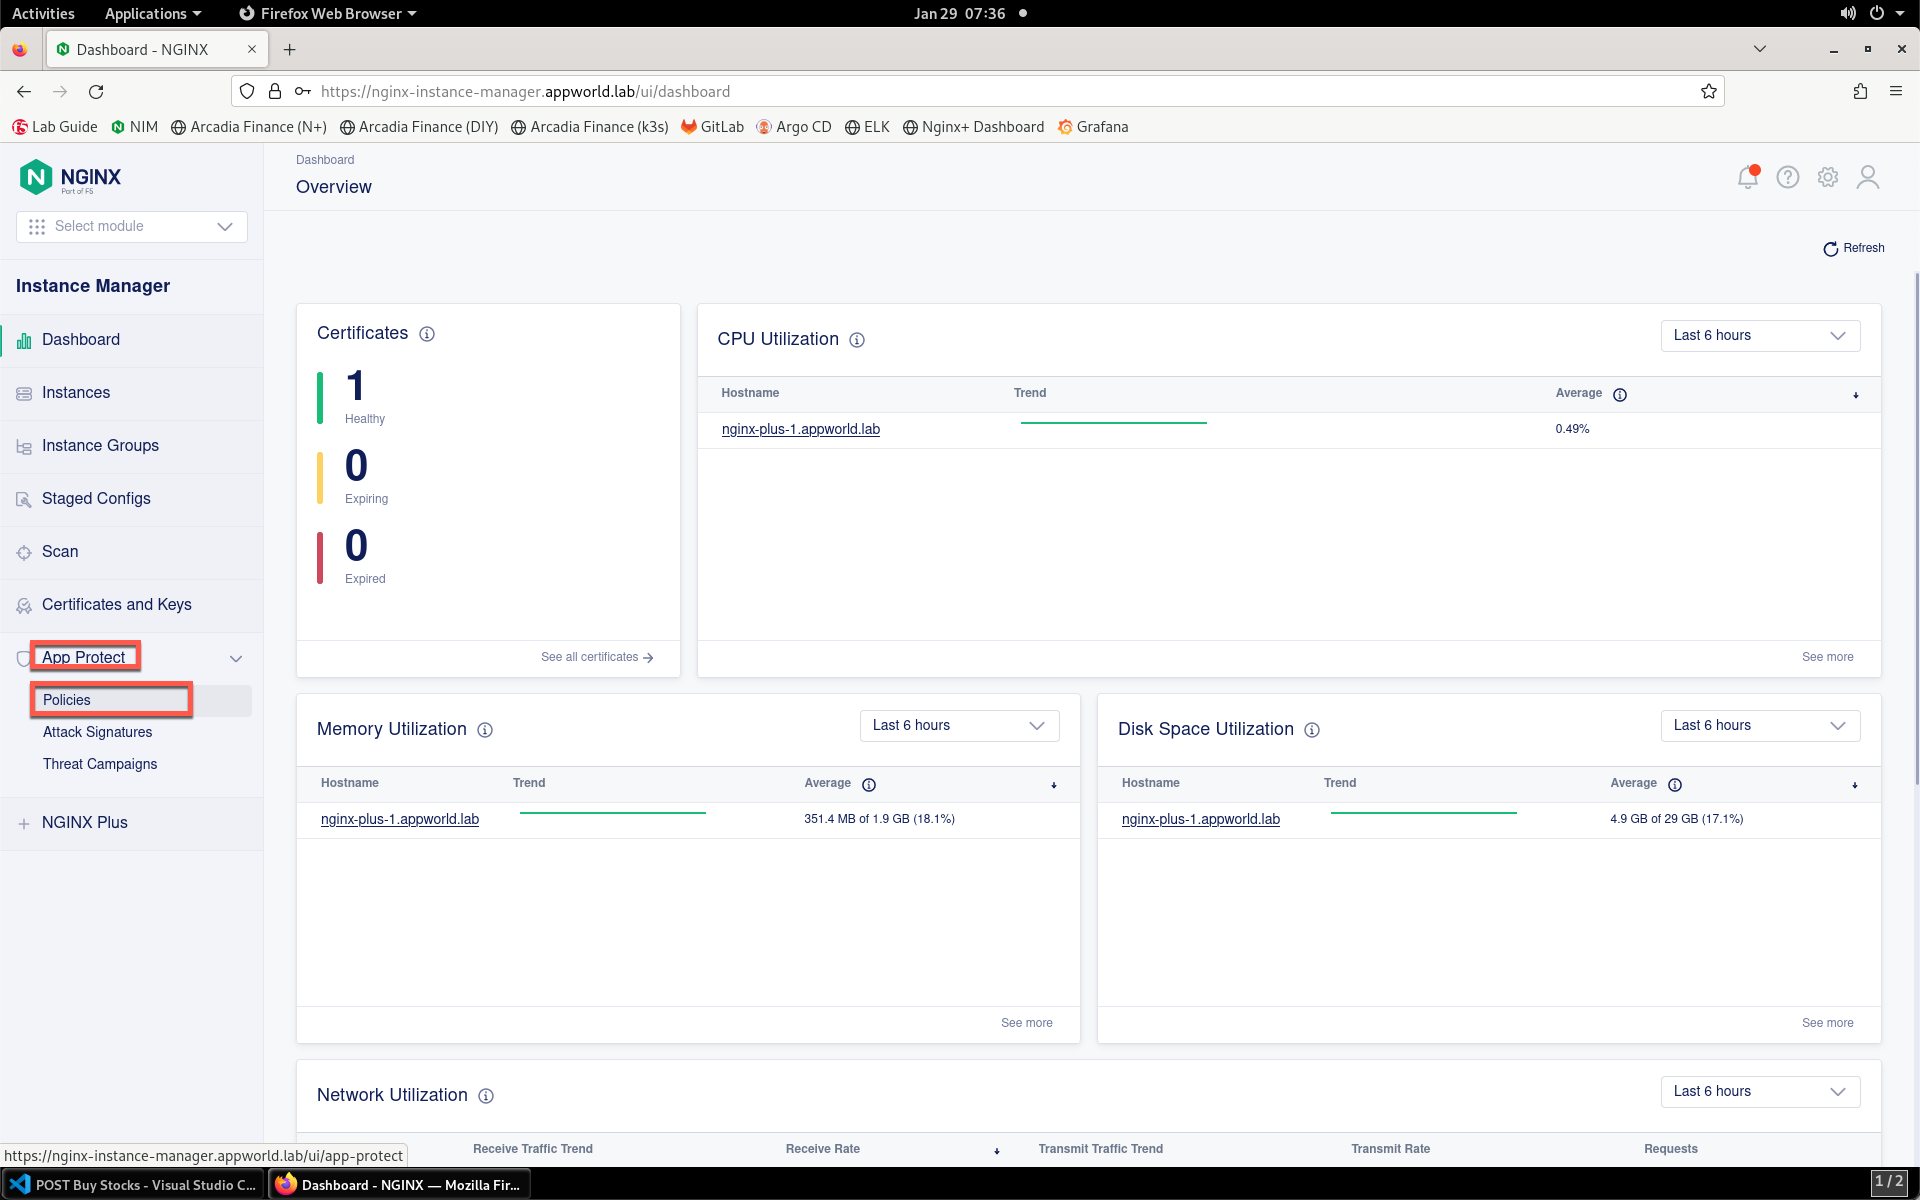 Activities Applications Firefox Web Browser Jan 29 07:36
Dashboard - NGINX
https://nginx-instance-manager.appworld.lab/ui/dashboard
Lab Guide NIM Arcadia Finance (N+) Arcadia Finance (DIY) Arcadia Finance (k3s) GitLab Argo CD ELK Nginx+ Dashboard Grafana
NGINX
Part of F5
Select module
Instance Manager
Dashboard
Instances
Instance Groups
Staged Configs
Scan
Certificates and Keys
App Protect
Policies
Attack Signatures
Threat Campaigns
NGINX Plus
Dashboard
Overview
Refresh
Certificates
1
Healthy
0
Expiring
0
Expired
See all certificates
CPU Utilization Last 6 hours
Hostname Trend Average
nginx-plus-1.appworld.lab 0.49%
See more
Memory Utilization Last 6 hours
Hostname Trend Average
nginx-plus-1.appworld.lab 351.4 MB of 1.9 GB (18.1%)
See more
Disk Space Utilization Last 6 hours
Hostname Trend Average
nginx-plus-1.appworld.lab 4.9 GB of 29 GB (17.1%)
See more
Network Utilization Last 6 hours
Receive Traffic Trend Receive Rate Transmit Traffic Trend Transmit Rate Requests
https://nginx-instance-manager.appworld.lab/ui/app-protect
POST Buy Stocks - Visual Studio C... Dashboard - NGINX — Mozilla Fir... 1 / 2